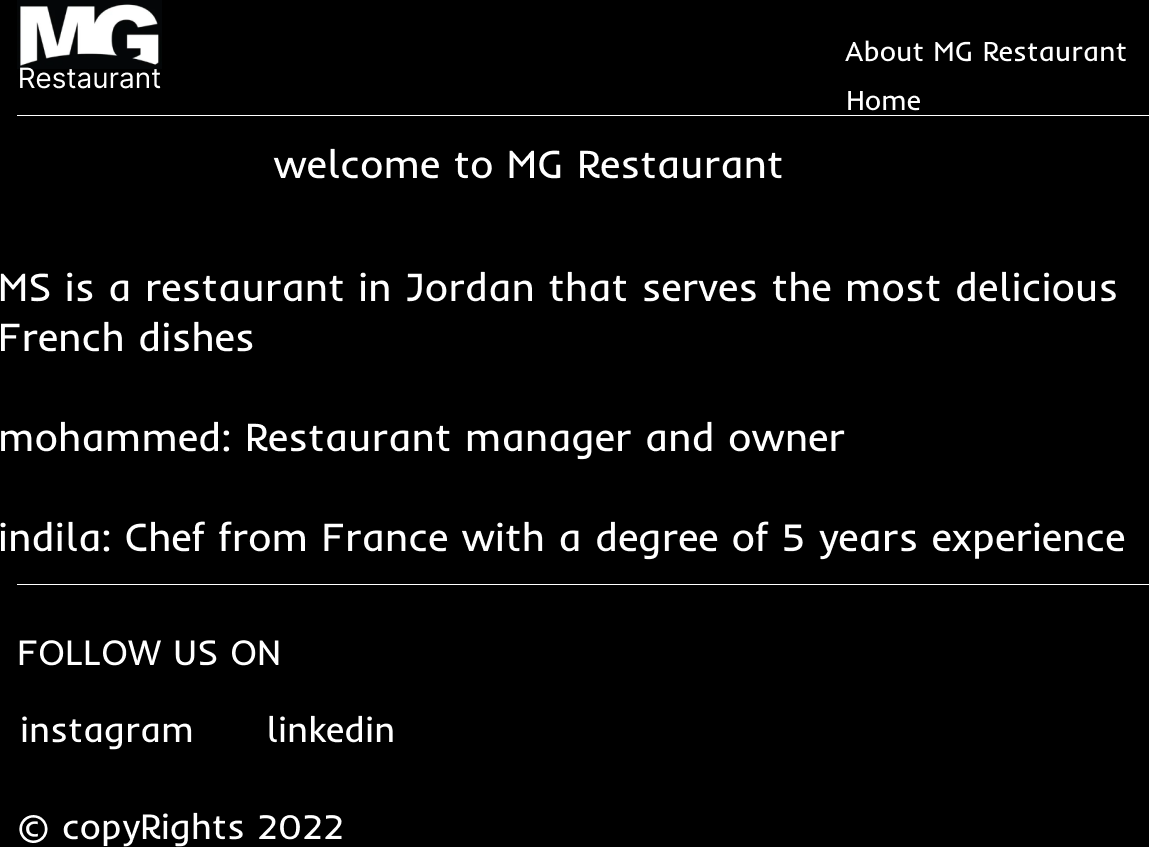 MG
Restaurant
About MG Restaurant
Home
welcome to MG Restaurant
MS is a restaurant in Jordan that serves the most delicious
French dishes
mohammed: Restaurant manager and owner
indila: Chef from France with a degree of 5 years experience
FOLLOW US ON
instagram linkedin
© copyRights 2022